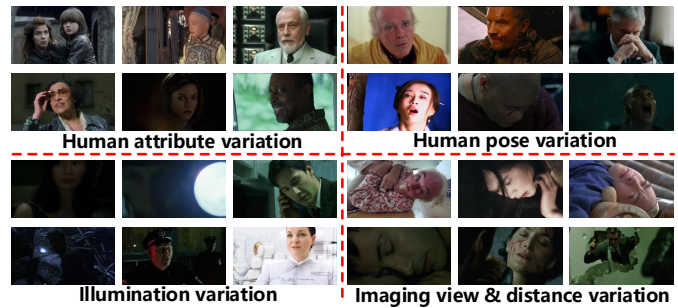 Human attribute variation
Human pose variation
Illumination variation
Imaging view & distance variation